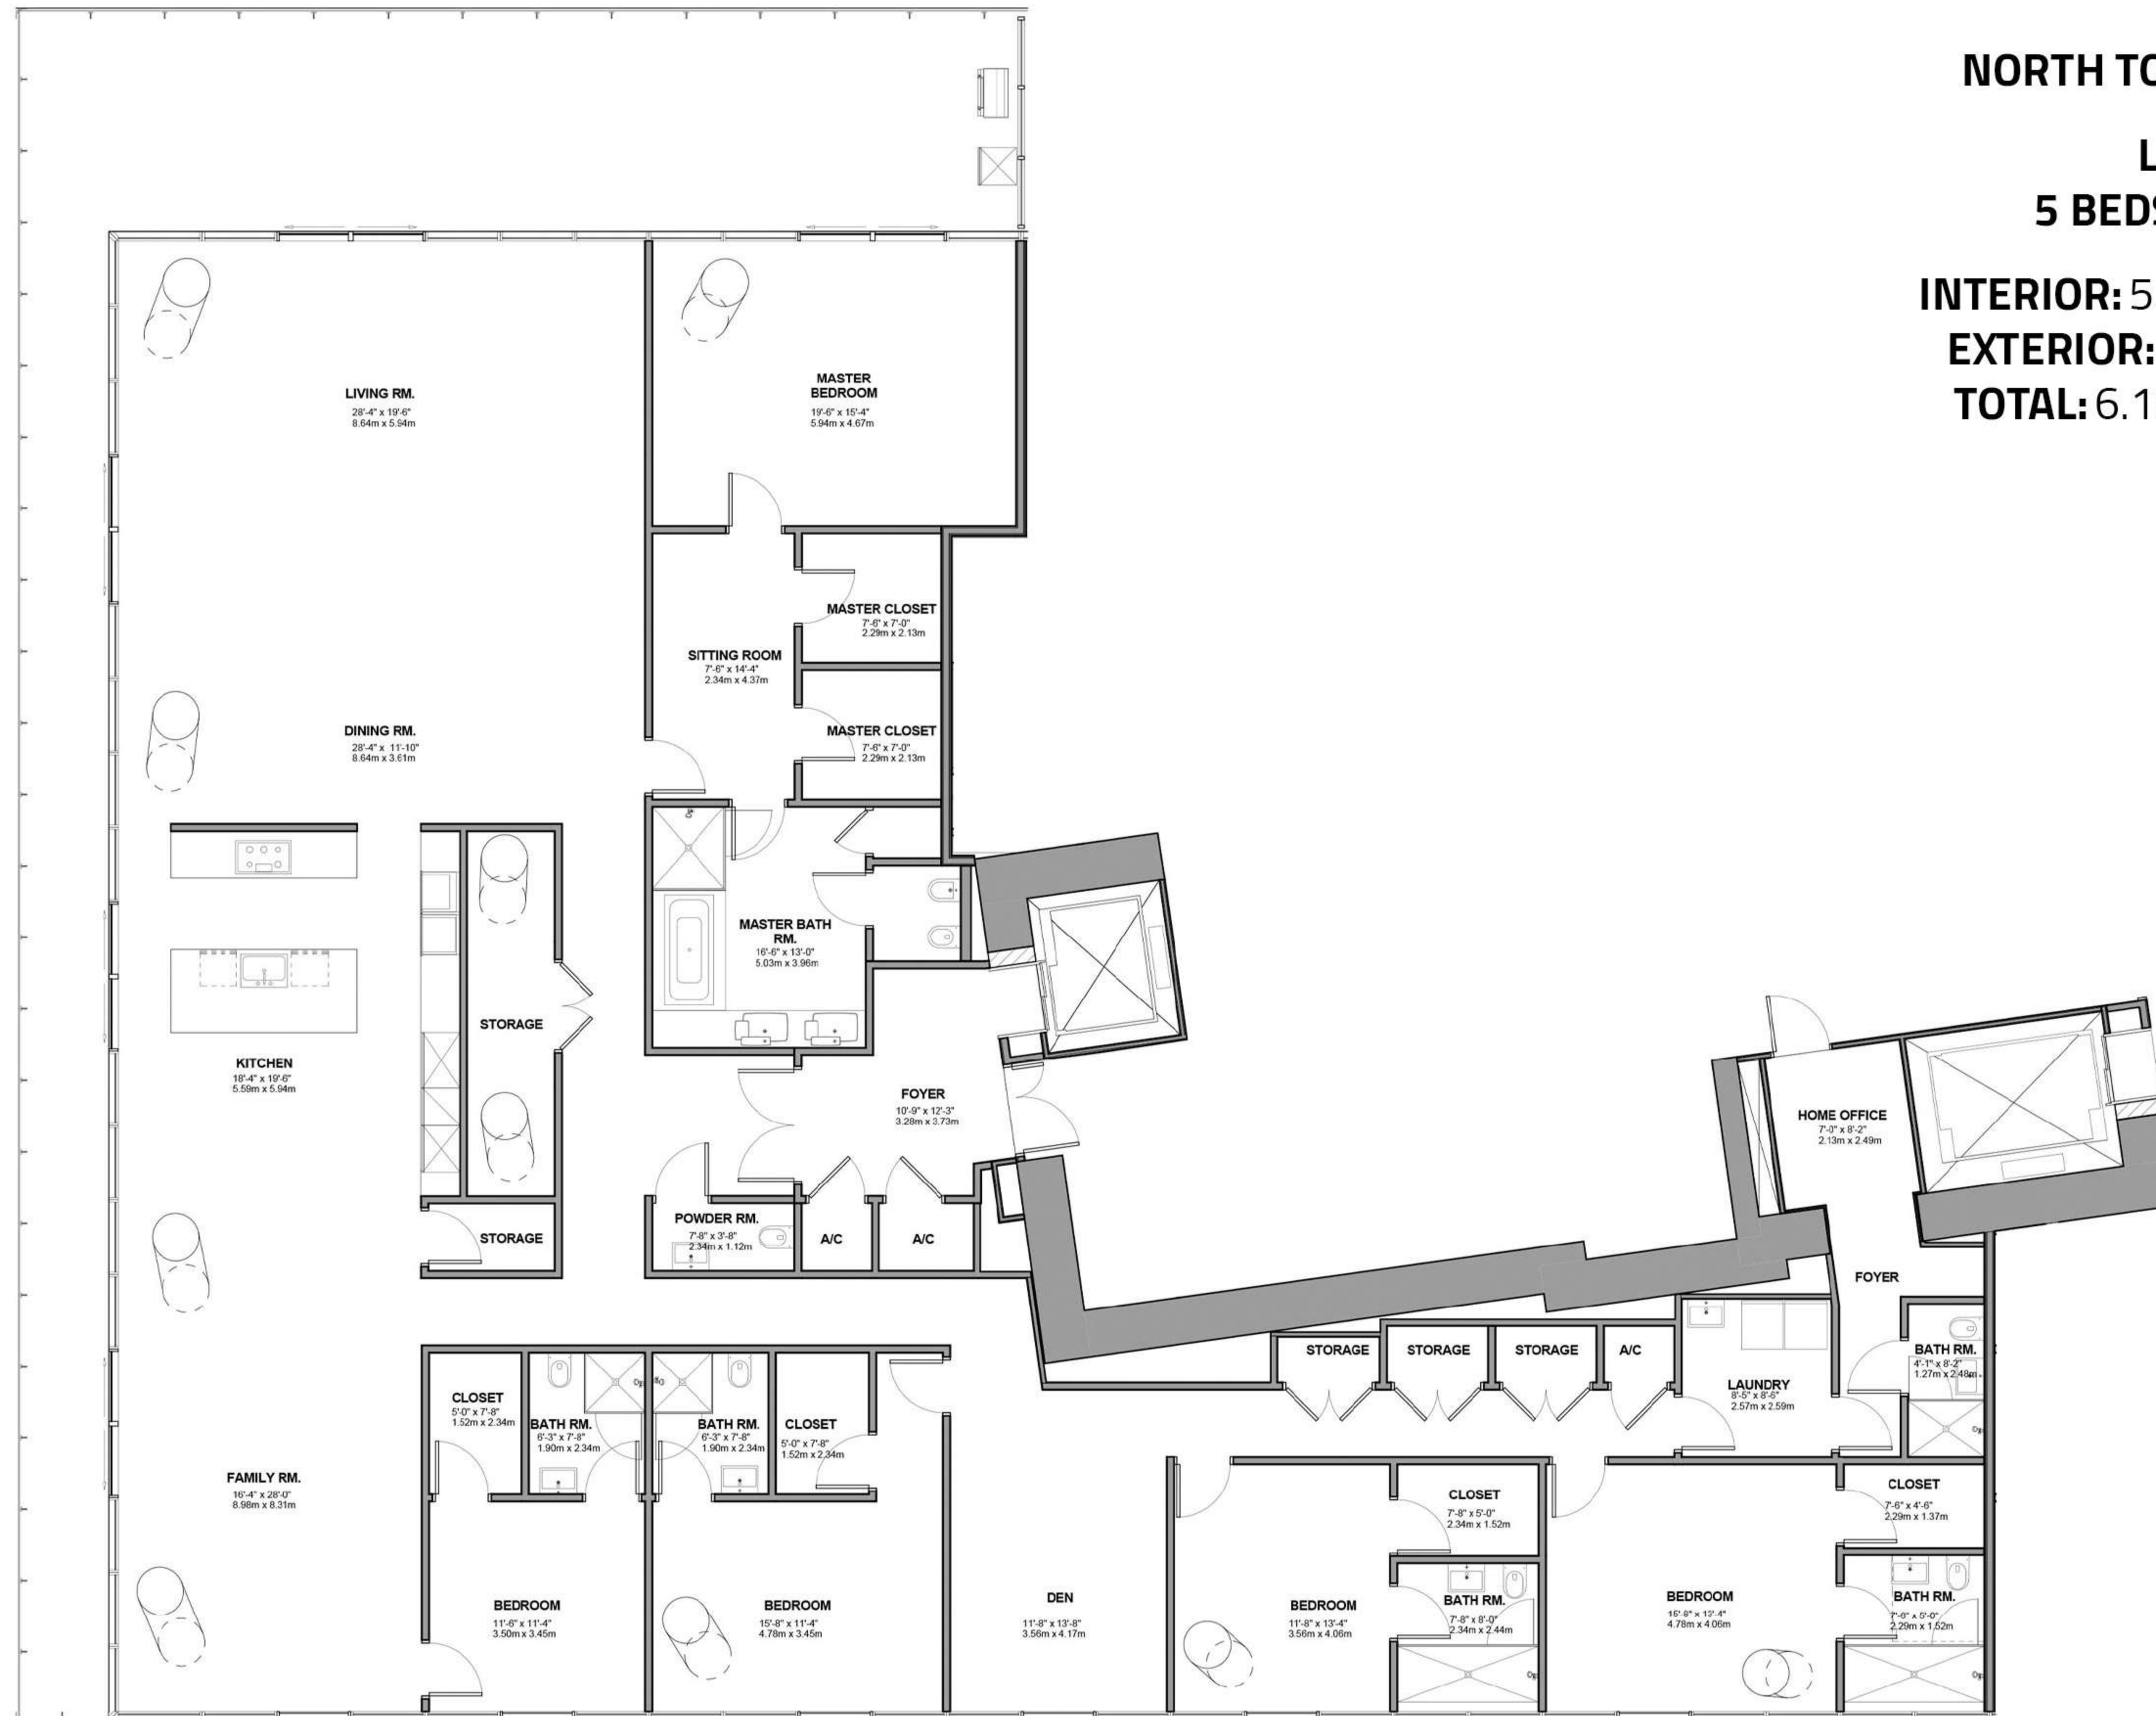 NORTH TO
L
5 BEDS
INTERIOR: 5
EXTERIOR:
TOTAL: 6.1
LIVING RM.
28'-4" x 19'-6"
8.64m x 5.94m
MASTER
BEDROOM
19'-6" x 15'-4"
5.94m x 4.67m
MASTER CLOSET
7'-6" x 7'-0"
2.29m x 2.13m
SITTING ROOM
7'-6" x 14'-4"
2.34m x 4.37m
MASTER CLOSET
7'-6" x 7'-0"
2.29m x 2.13m
DINING RM.
28'-4" x 11'-10"
8.64m x 3.61m
MASTER BATH
RM.
16'-6" x 13'-0"
5.03m x 3.96m
STORAGE
KITCHEN
18'-4" x 19'-6"
5.59m x 5.94m
FOYER
10'-9" x 12'-3"
3.28m x 3.73m
HOME OFFICE
7'-0" x 8'-2"
2.13m x 2.49m
STORAGE
POWDER RM.
7'-8" x 3'-8"
2.34m x 1.12m
A/C
A/C
FOYER
STORAGE
STORAGE
STORAGE
A/C
BATH RM.
4'-1" x 8'-2"
1.27m x 2.48m
LAUNDRY
8'-5" x 8'-6"
2.57m x 2.59m
CLOSET
5'-0" x 7'-8"
1.52m x 2.34m
BATH RM.
6'-3" x 7'-8"
1.90m x 2.34m
BATH RM.
6'-3" x 7'-8"
1.90m x 2.34m
CLOSET
5'-0" x 7'-8"
1.52m x 2.34m
FAMILY RM.
16'-4" x 28'-0"
8.98m x 8.31m
CLOSET
7'-8" x 5'-0"
2.34m x 1.52m
CLOSET
7'-6" x 4'-6"
2.29m x 1.37m
BEDROOM
11'-6" x 11'-4"
3.50m x 3.45m
BEDROOM
15'-8" x 11'-4"
4.78m x 3.45m
DEN
11'-8" x 13'-8"
3.56m x 4.17m
BEDROOM
11'-8" x 13'-4"
3.56m x 4.06m
BATH RM.
7'-8" x 8'-0"
2.34m x 2.44m
BEDROOM
4.78m x 4.06m
BATH RM.
2.29m x 1.52m